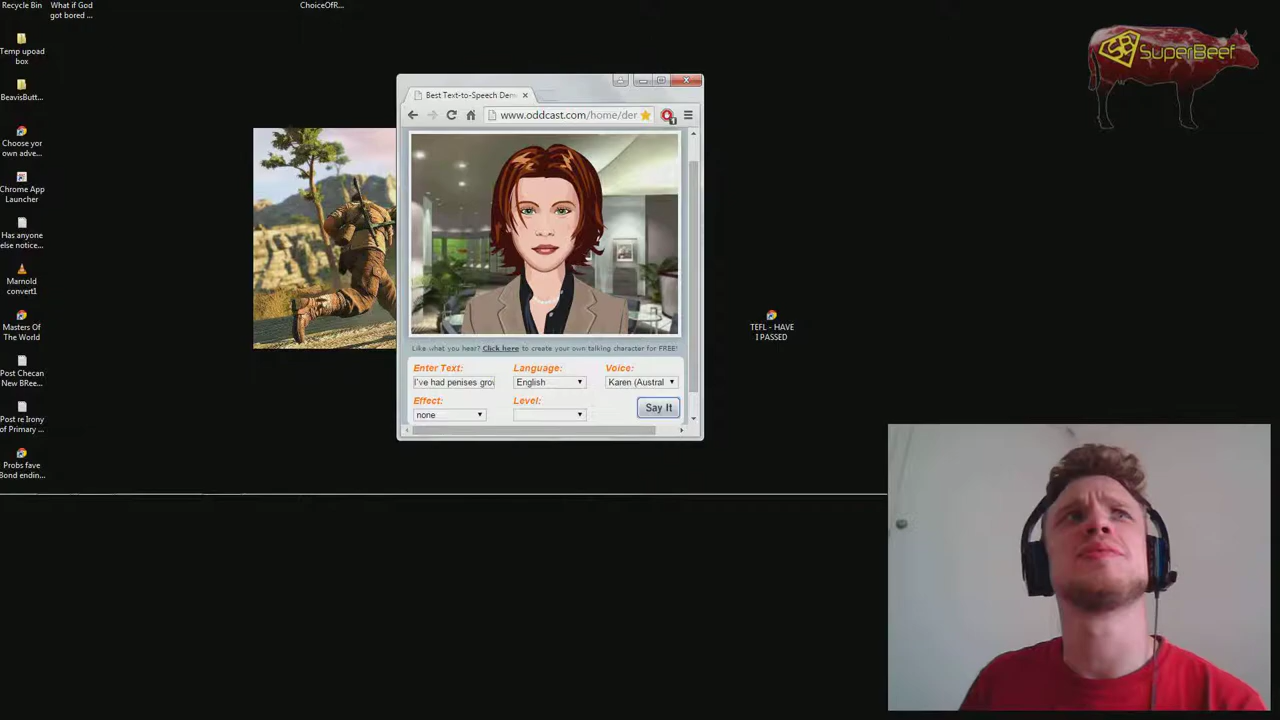 Recycle Bin
What if God
got bored ...
ChoiceOfR...
Temp upoad
box
BeavisButt...
Choose yor
own adve...
Chrome App
Launcher
Has anyone
else notice...
Marnold
convert1
Masters Of
The World
Post Checan
New BRee...
Post re Irony
of Primary ...
Probs fave
Bond endin...
SuperBeef
Best Text-to-Speech Dem
www.oddcast.com/home/der
Like what you hear? Click here to create your own talking character for FREE!
Enter Text:
Language:
Voice:
I've had penises grou
English
Karen (Austral
Effect:
Level:
Say It
none
TEFL - HAVE
I PASSED